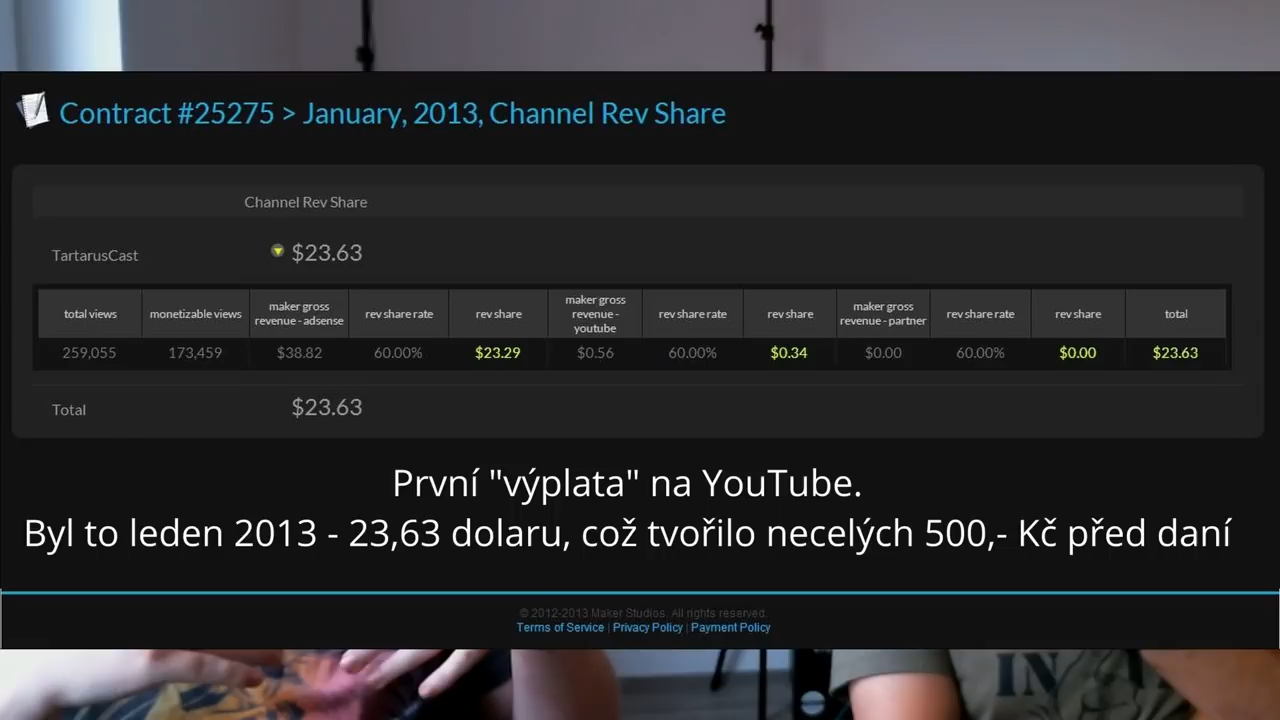 Contract #25275 > January, 2013, Channel Rev Share
Channel Rev Share
TartarusCast $23.63
total views monetizable views maker gross revenue - adsense rev share rate rev share maker gross revenue - youtube rev share rate rev share maker gross revenue - partner rev share rate rev share total
259,055 173,459 $38.82 60.00% $23.29 $0.56 60.00% $0.34 $0.00 60.00% $0.00 $23.63
Total $23.63
První "výplata" na YouTube.
Byl to leden 2013 - 23,63 dolaru, což tvořilo necelých 500,- Kč před daní
© 2012-2013 Maker Studios. All rights reserved.
Terms of Service | Privacy Policy | Payment Policy
IN